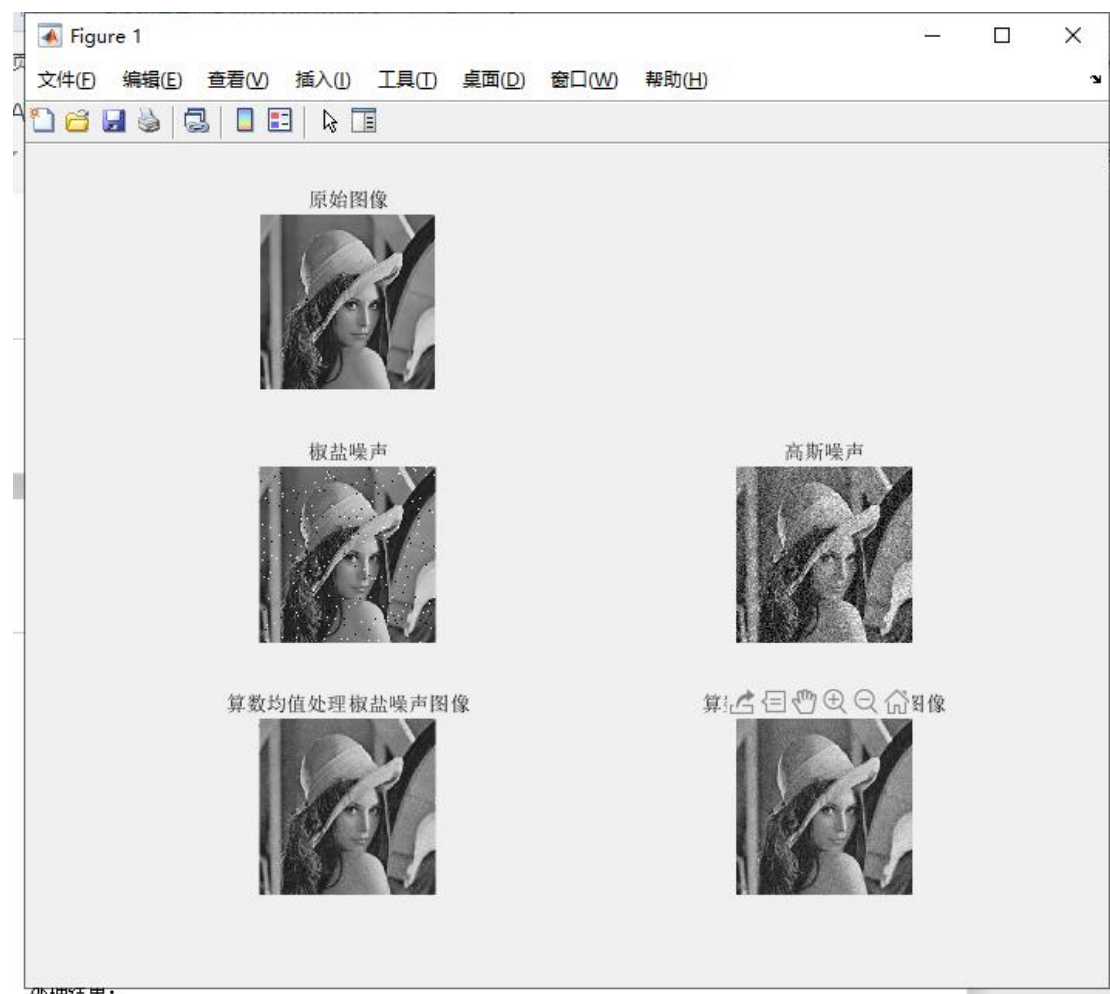 Figure 1
文件(F) 编辑(E) 查看(V) 插入(I) 工具(T) 桌面(D) 窗口(W) 帮助(H)
原始图像
椒盐噪声
高斯噪声
算数均值处理椒盐噪声图像
算 图像